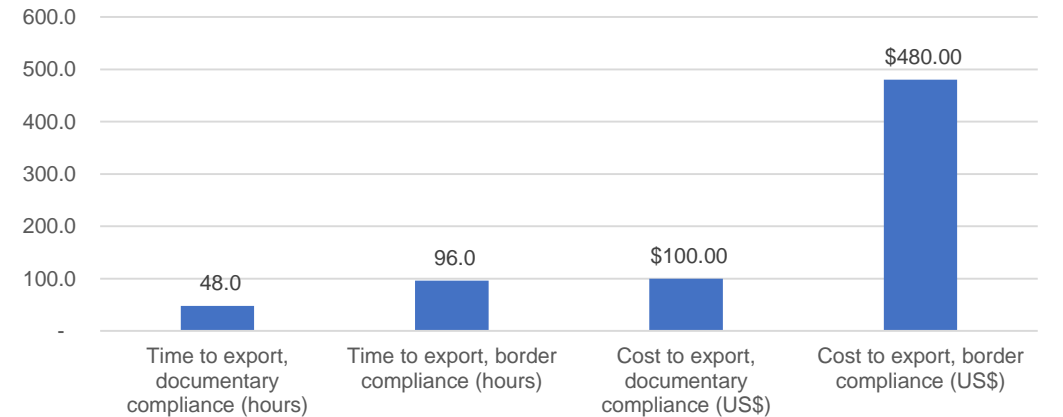 600.0
500.0
400.0
300.0
200.0
100.0
-
$480.00
$100.00
96.0
48.0
Time to export,
documentary
compliance (hours)
Time to export, border
compliance (hours)
Cost to export,
documentary
compliance (US$)
Cost to export, border
compliance (US$)